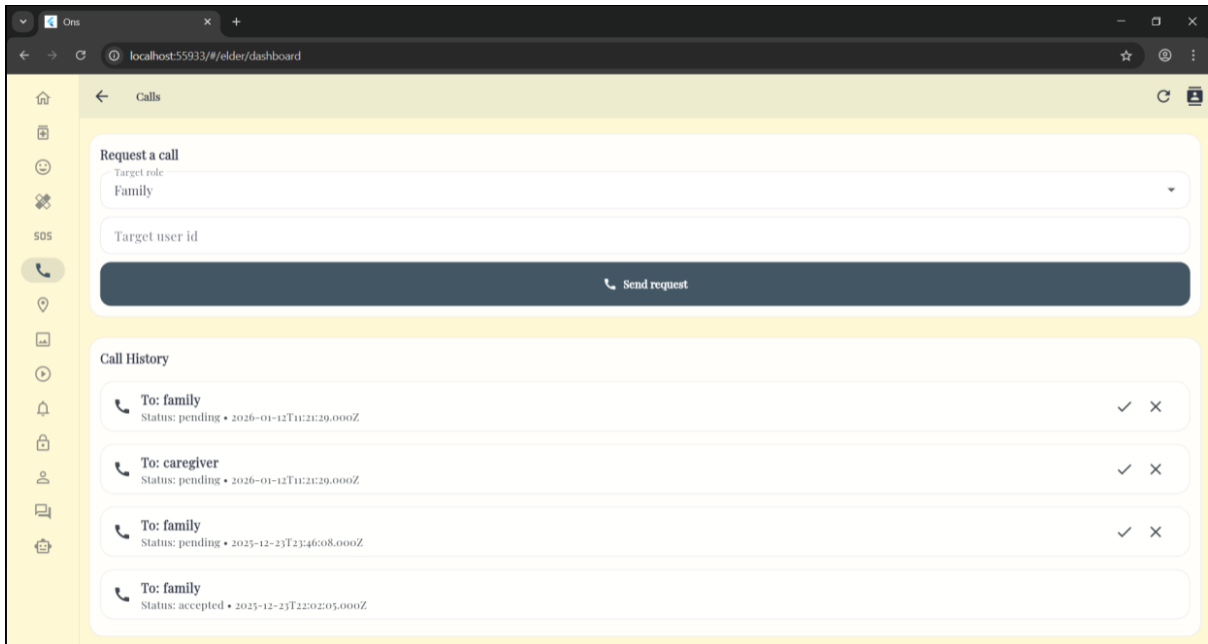 Ons
localhost:55933/#/elder/dashboard
Calls
Request a call
Target role
Family
Target user id
SOS
Send request
Call History
To: family
Status: pending • 2026-01-12T11:21:29.000Z
To: caregiver
Status: pending • 2026-01-12T11:21:29.000Z
To: family
Status: pending • 2025-12-23T23:46:08.000Z
To: family
Status: accepted • 2025-12-23T22:02:05.000Z